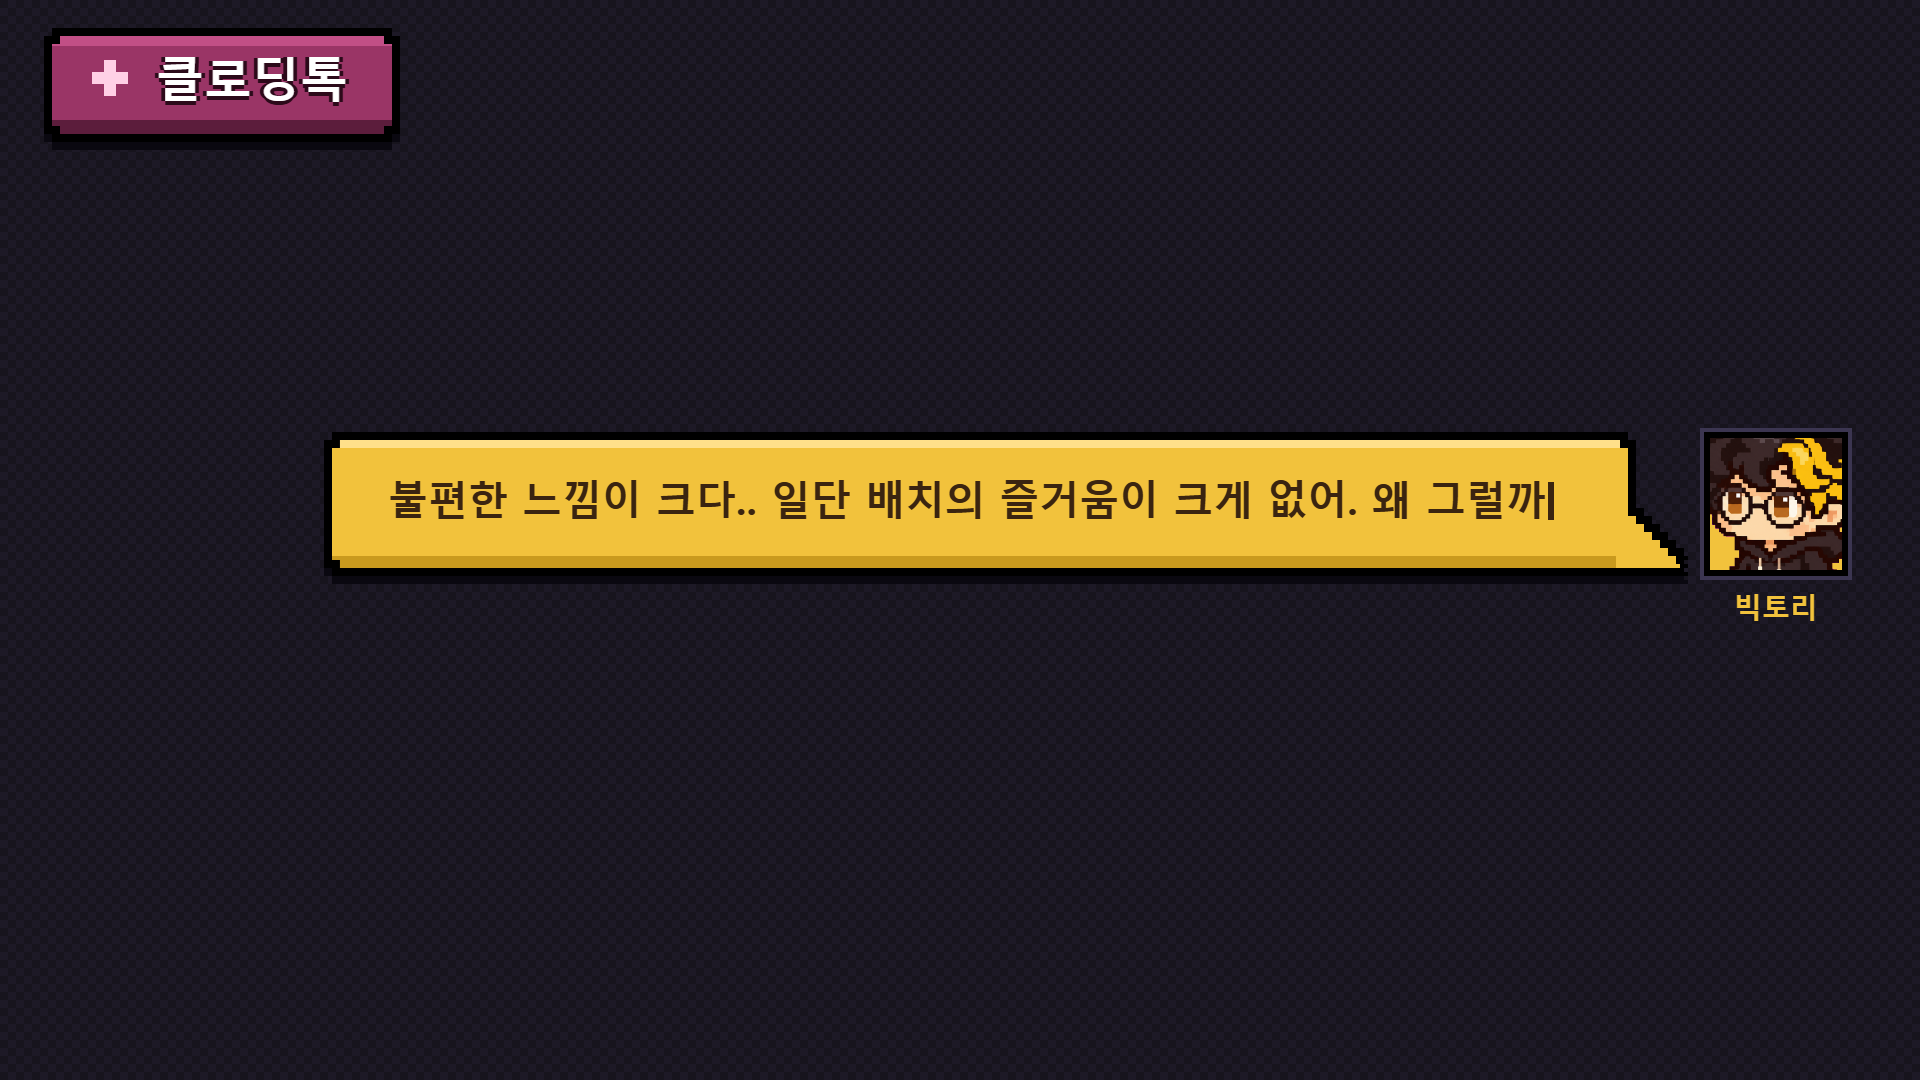 클로딩톡
불편한 느낌이 크다.. 일단 배치의 즐거움이 크게 없어. 왜 그럴까
빅토리